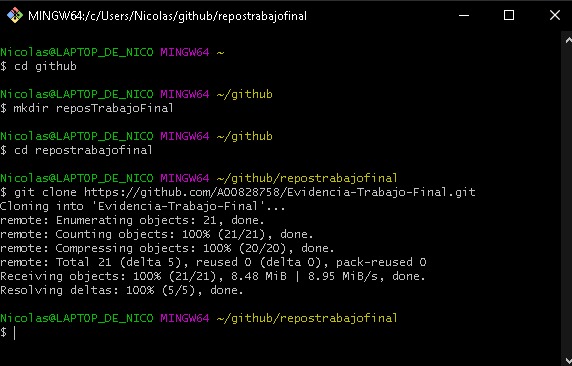 MINGW64:/c/Users/Nicolas/github/repostrabajofinal
Nicolas@LAPTOP_DE_NICO MINGW64 ~
$ cd github
Nicolas@LAPTOP_DE_NICO MINGW64 ~/github
$ mkdir reposTrabajoFinal
Nicolas@LAPTOP_DE_NICO MINGW64 ~/github
$ cd repostrabajofinal
Nicolas@LAPTOP_DE_NICO MINGW64 ~/github/repostrabajofinal
$ git clone https://github.com/A00828758/Evidencia-Trabajo-Final.git
Cloning into 'Evidencia-Trabajo-Final'...
remote: Enumerating objects: 21, done.
remote: Counting objects: 100% (21/21), done.
remote: Compressing objects: 100% (20/20), done.
remote: Total 21 (delta 5), reused 0 (delta 0), pack-reused 0
Receiving objects: 100% (21/21), 8.48 MiB | 8.95 MiB/s, done.
Resolving deltas: 100% (5/5), done.
Nicolas@LAPTOP_DE_NICO MINGW64 ~/github/repostrabajofinal
$